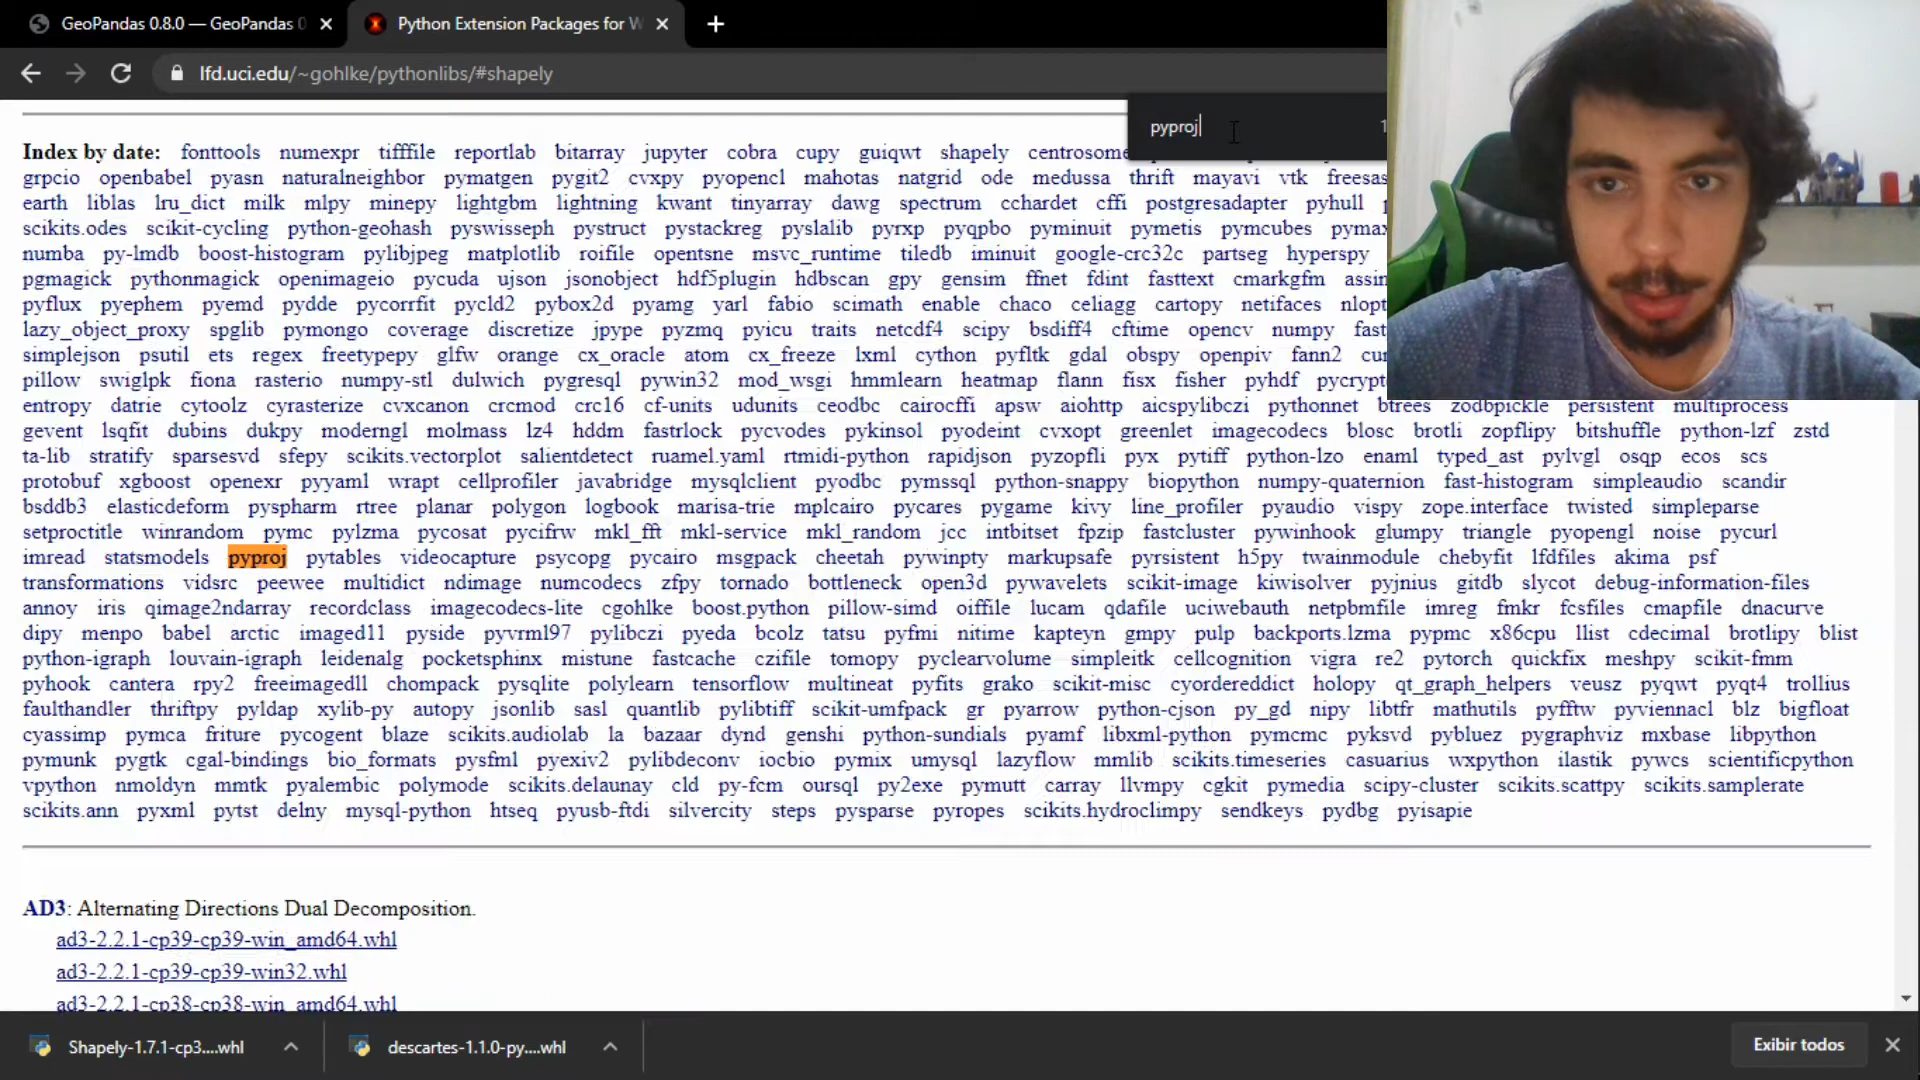 GeoPandas 0.8.0 — GeoPandas 0
Python Extension Packages for W
lfd.uci.edu/~gohlke/pythonlibs/#shapely
pyproj
Index by date: fonttools numexpr tifffile reportlab bitarray jupyter cobra cupy guiqwt shapely centrosome
grpcio openbabel pyasn naturalneighbor pymatgen pygit2 cvxpy pyopencl mahotas natgrid ode medussa thrift mayavi vtk freesas
earth liblas lru_dict milk mlpy minepy lightgbm lightning kwant tinyarray dawg spectrum cchardet cffi postgresadapter pyhull
scikits.odes scikit-cycling python-geohash pyswisseph pystruct pystackreg pyslalib pyrxp pyqpbo pyminuit pymetis pymcubes pymax
numba py-lmdb boost-histogram pylibjpeg matplotlib roifile opentsne msvc_runtime tiledb iminuit google-crc32c partseg hyperspy
pgmagick pythonmagick openimageio pycuda ujson jsonobject hdf5plugin hdbscan gpy gensim ffnet fdint fasttext cmarkgfm assim
pyflux pyephem pyemd pydde pycorrfit pycld2 pybox2d pyamg yarl fabio scimath enable chaco celiagg cartopy netifaces nlopt
lazy_object_proxy spglib pymongo coverage discretize jpype pyzmq pyicu traits netcdf4 scipy bsdiff4 cftime opencv numpy fast
simplejson psutil ets regex freetypepy glfw orange cx_oracle atom cx_freeze lxml cython pyfltk gdal obspy openpiv fann2 cur
pillow swiglpk fiona rasterio numpy-stl dulwich pygresql pywin32 mod_wsgi hmmlearn heatmap flann fisx fisher pyhdf pycrypt
entropy datrie cytoolz cyrasterize cvxcanon crcmod crc16 cf-units udunits ceodbc cairocffi apsw aiohttp aicspylibczi pythonnet btrees zodbpickle persistent multiprocess
gevent lsqfit dubins dukpy moderngl molmass lz4 hddm fastrlock pycvodes pykinsol pyodeint cvxopt greenlet imagecodecs blosc brotli zopflipy bitshuffle python-lzf zstd
ta-lib stratify sparsesvd sfepy scikits.vectorplot salientdetect ruamel.yaml rtmidi-python rapidjson pyzopfli pyx pytiff python-lzo enaml typed_ast pylvgl osqp ecos scs
protobuf xgboost openexr pyyaml wrapt cellprofiler javabridge mysqlclient pyodbc pymssql python-snappy biopython numpy-quaternion fast-histogram simpleaudio scandir
bsddb3 elasticdeform pyspharm rtree planar polygon logbook marisa-trie mplcairo pycares pygame kivy line_profiler pyaudio vispy zope.interface twisted simpleparse
setproctitle winrandom pymc pylzma pycosat pycifrw mkl_fft mkl-service mkl_random jcc intbitset fpzip fastcluster pywinhook glumpy triangle pyopengl noise pycurl
imread statsmodels pyproj pytables videocapture psycopg pycairo msgpack cheetah pywinpty markupsafe pyrsistent h5py twainmodule chebyfit lfdfiles akima psf
transformations vidsrc peewee multidict ndimage numcodecs zfpy tornado bottleneck open3d pywavelets scikit-image kiwisolver pyjnius gitdb slycot debug-information-files
annoy iris qimage2ndarray recordclass imagecodecs-lite cgohlke boost.python pillow-simd oiffile lucam qdafile uciwebauth netpbmfile imreg fmkr fcsfiles cmapfile dnacurve
dipy menpo babel arctic imaged11 pyside pyvrml97 pylibczi pyeda bcolz tatsu pyfmi nitime kapteyn gmpy pulp backports.lzma pypmc x86cpu llist cdecimal brotlipy blist
python-igraph louvain-igraph leidenalg pocketsphinx mistune fastcache czifile tomopy pyclearvolume simpleitk cellcognition vigra re2 pytorch quickfix meshpy scikit-fmm
pyhook cantera rpy2 freeimagedll chompack pysqlite polylearn tensorflow multineat pyfits grako scikit-misc cyordereddict holopy qt_graph_helpers veusz pyqwt pyqt4 trollius
faulthandler thriftpy pyldap xylib-py autopy jsonlib sasl quantlib pylibtiff scikit-umfpack gr pyarrow python-cjson py_gd nipy libtfr mathutils pyfftw pyviennacl blz bigfloat
cyassimp pymca friture pycogent blaze scikits.audiolab la bazaar dynd genshi python-sundials pyamf libxml-python pymcmc pyksvd pybluez pygraphviz mxbase libpython
pymunk pygtk cgal-bindings bio_formats pysfml pyexiv2 pylibdeconv iocbio pymix umysql lazyflow mmlib scikits.timeseries casuarius wxpython ilastik pywcs scientificpython
vpython nmoldyn mmtk pyalembic polymode scikits.delaunay cld py-fcm oursql py2exe pymutt carray llvmpy cgkit pymedia scipy-cluster scikits.scattpy scikits.samplerate
scikits.ann pyxml pytst delny mysql-python htseq pyusb-ftdi silvercity steps pysparse pyropes scikits.hydroclimpy sendkeys pydbg pyisapie
AD3: Alternating Directions Dual Decomposition.
ad3-2.2.1-cp39-cp39-win_amd64.whl
ad3-2.2.1-cp39-cp39-win32.whl
ad3-2.2.1-cp38-cp38-win_amd64.whl
Shapely-1.7.1-cp3....whl
descartes-1.1.0-py....whl
Exibir todos